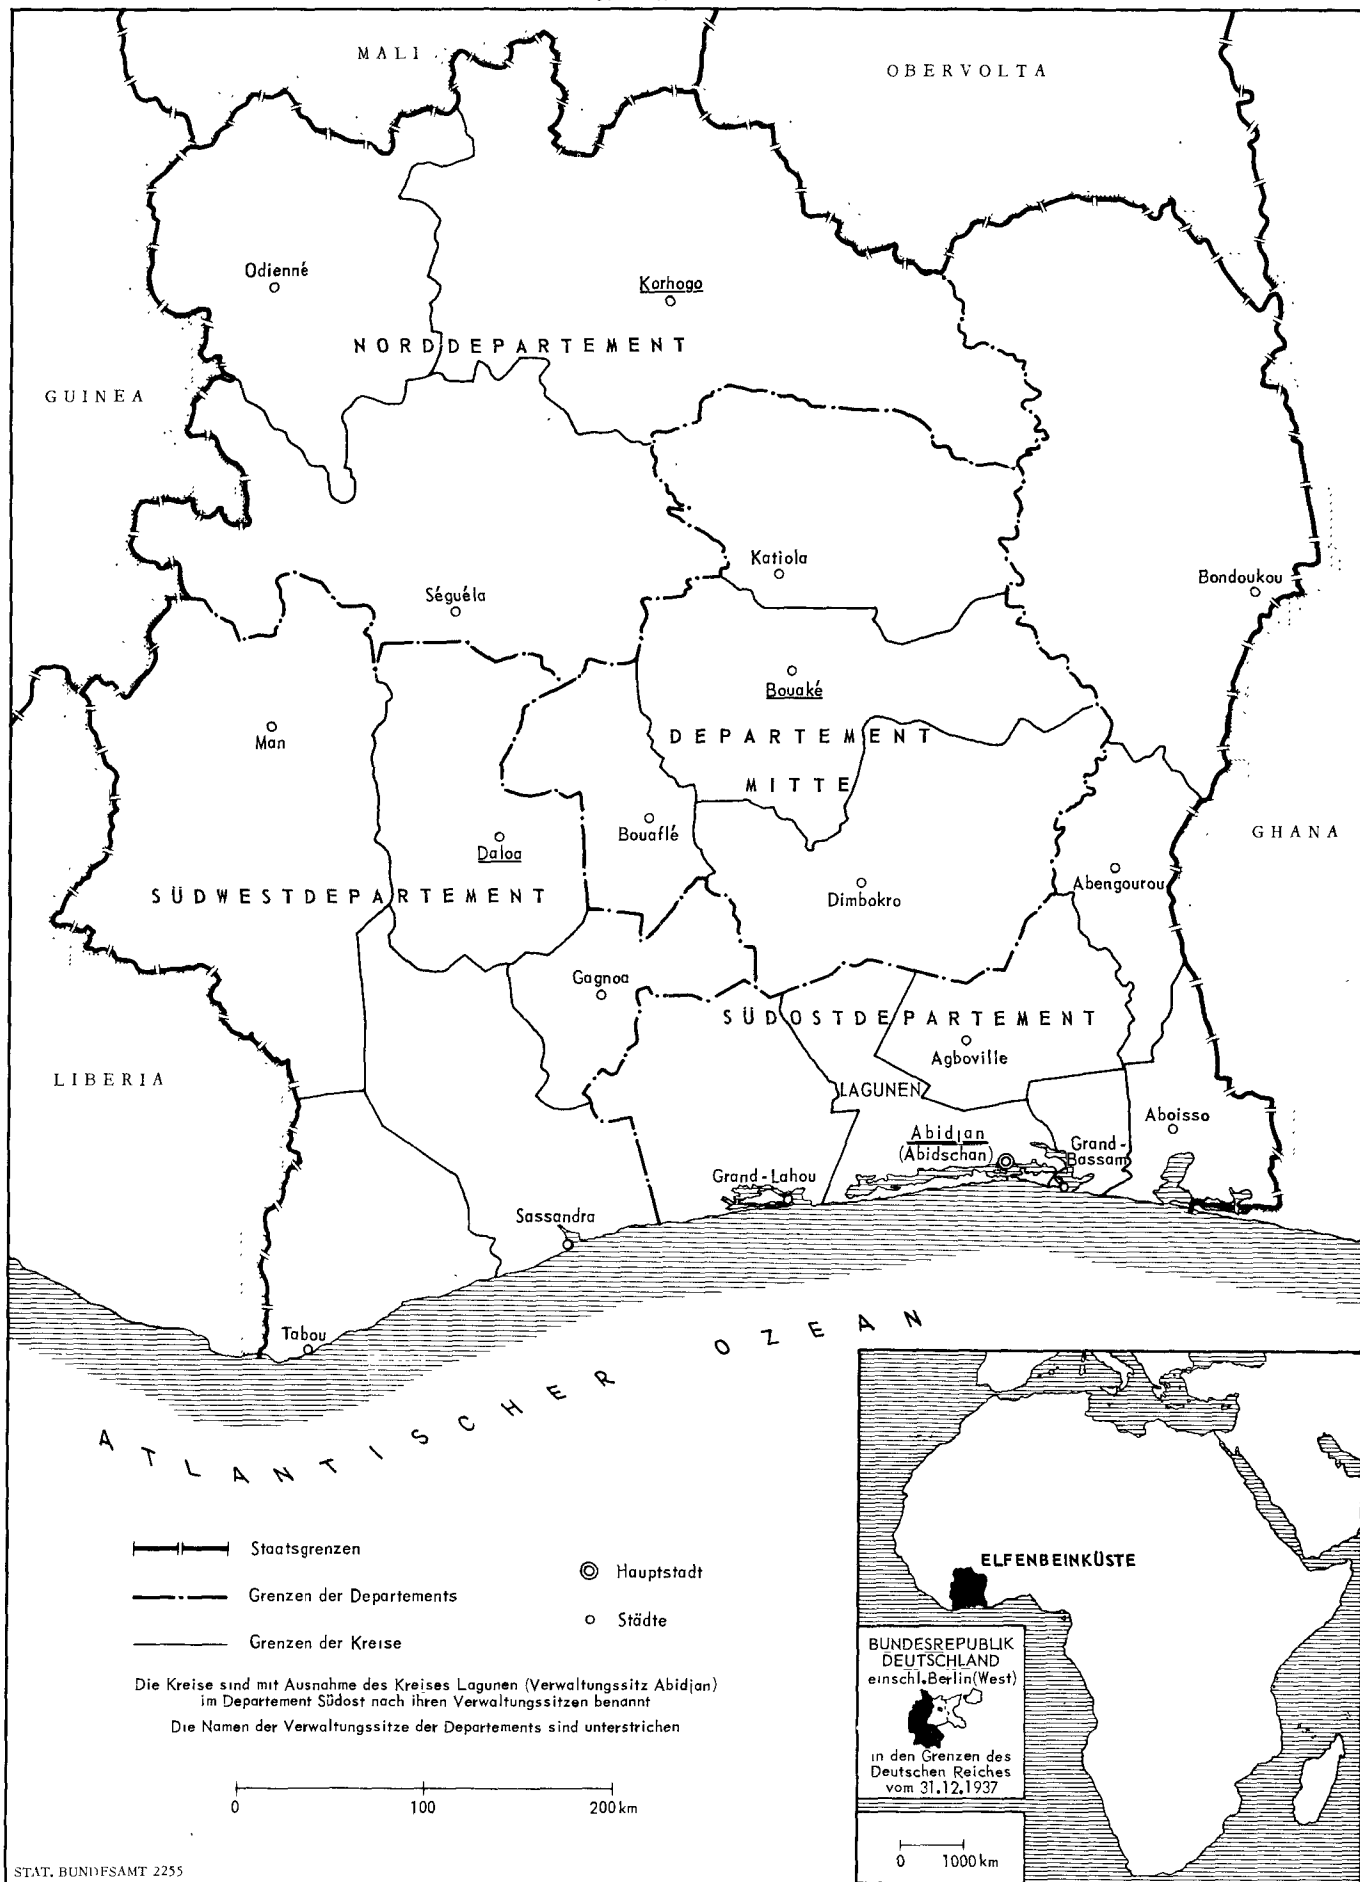 MALI
OBERVOLTA
Odienné
Korhogo
NORDDEPARTEMENT
GUINEA
Katiola
Bondoukou
Séguéla
Bouaké
Man
DEPARTEMENT
MITTE
Bouaflé
GHANA
Daloa
Abengourou
SÜDWESTDEPARTEMENT
Dimbokro
Gagnoa
SÜDOSTDEPARTEMENT
Agboville
LIBERIA
LAGUNEN
Aboisso
Abidjan
(Abidschan)
Grand-
Bassam
Grand-Lahou
Sassandra
Tabou
ATLANTISCHER OZEAN
Staatsgrenzen
Hauptstadt
Grenzen der Departements
Städte
Grenzen der Kreise
Die Kreise sind mit Ausnahme des Kreises Lagunen (Verwaltungssitz Abidjan)
im Departement Südost nach ihren Verwaltungssitzen benannt
Die Namen der Verwaltungssitze der Departements sind unterstrichen
0 100 200 km
STAT. BUNDESAMT 2255
ELFENBEINKÜSTE
BUNDESREPUBLIK
DEUTSCHLAND
einschl. Berlin (West)
in den Grenzen des
Deutschen Reiches
vom 31.12.1937
0 1000 km